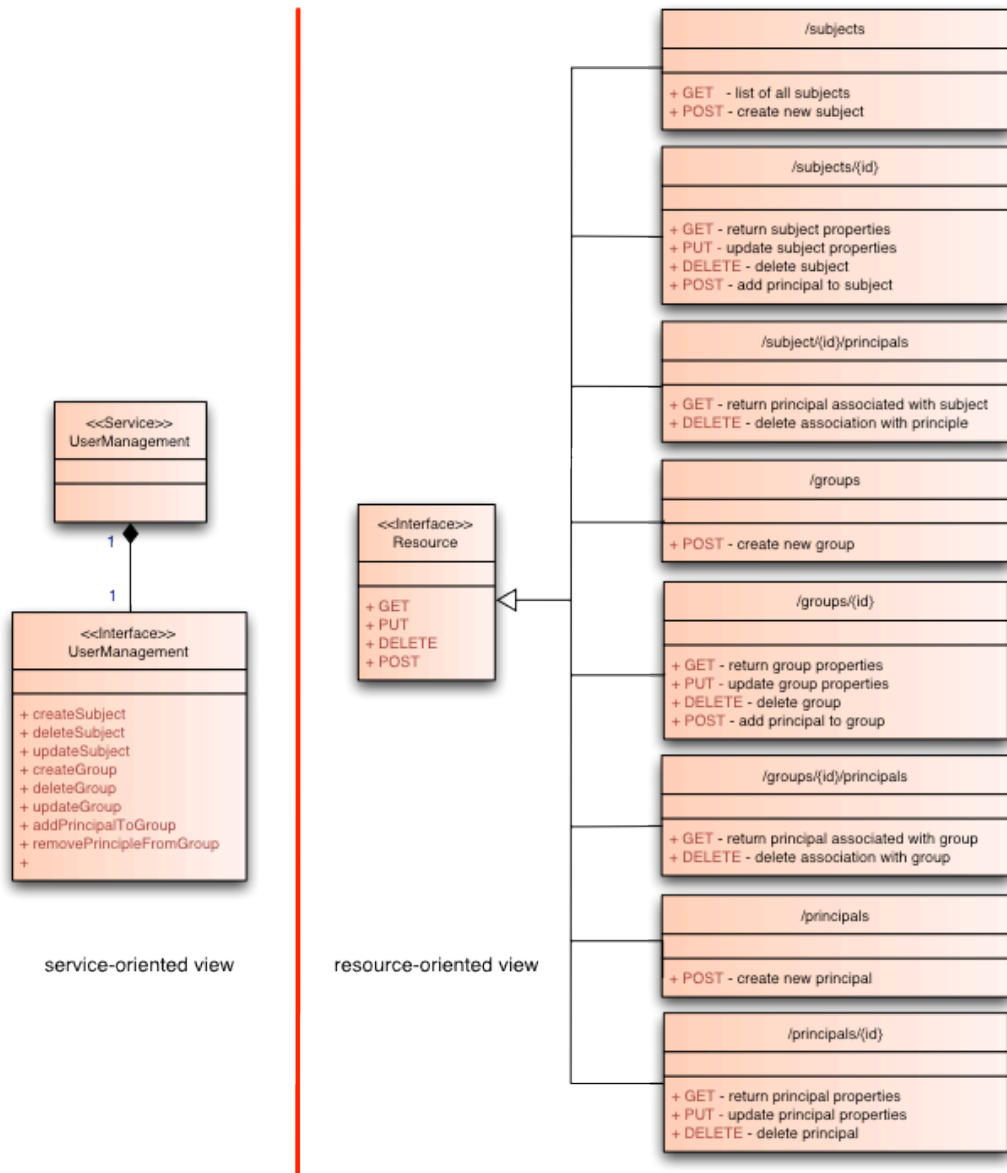 <<Service>>
UserManagement
1
1
<<Interface>>
UserManagement
+ createSubject
+ deleteSubject
+ updateSubject
+ createGroup
+ deleteGroup
+ updateGroup
+ addPrincipalToGroup
+ removePrincipleFromGroup
+
service-oriented view
<<Interface>>
Resource
+ GET
+ PUT
+ DELETE
+ POST
resource-oriented view
/subjects
+ GET - list of all subjects
+ POST - create new subject
/subjects/{id}
+ GET - return subject properties
+ PUT - update subject properties
+ DELETE - delete subject
+ POST - add principal to subject
/subject/{id}/principals
+ GET - return principal associated with subject
+ DELETE - delete association with principle
/groups
+ POST - create new group
/groups/{id}
+ GET - return group properties
+ PUT - update group properties
+ DELETE - delete group
+ POST - add principal to group
/groups/{id}/principals
+ GET - return principal associated with group
+ DELETE - delete association with group
/principals
+ POST - create new principal
/principals/{id}
+ GET - return principal properties
+ PUT - update principal properties
+ DELETE - delete principal